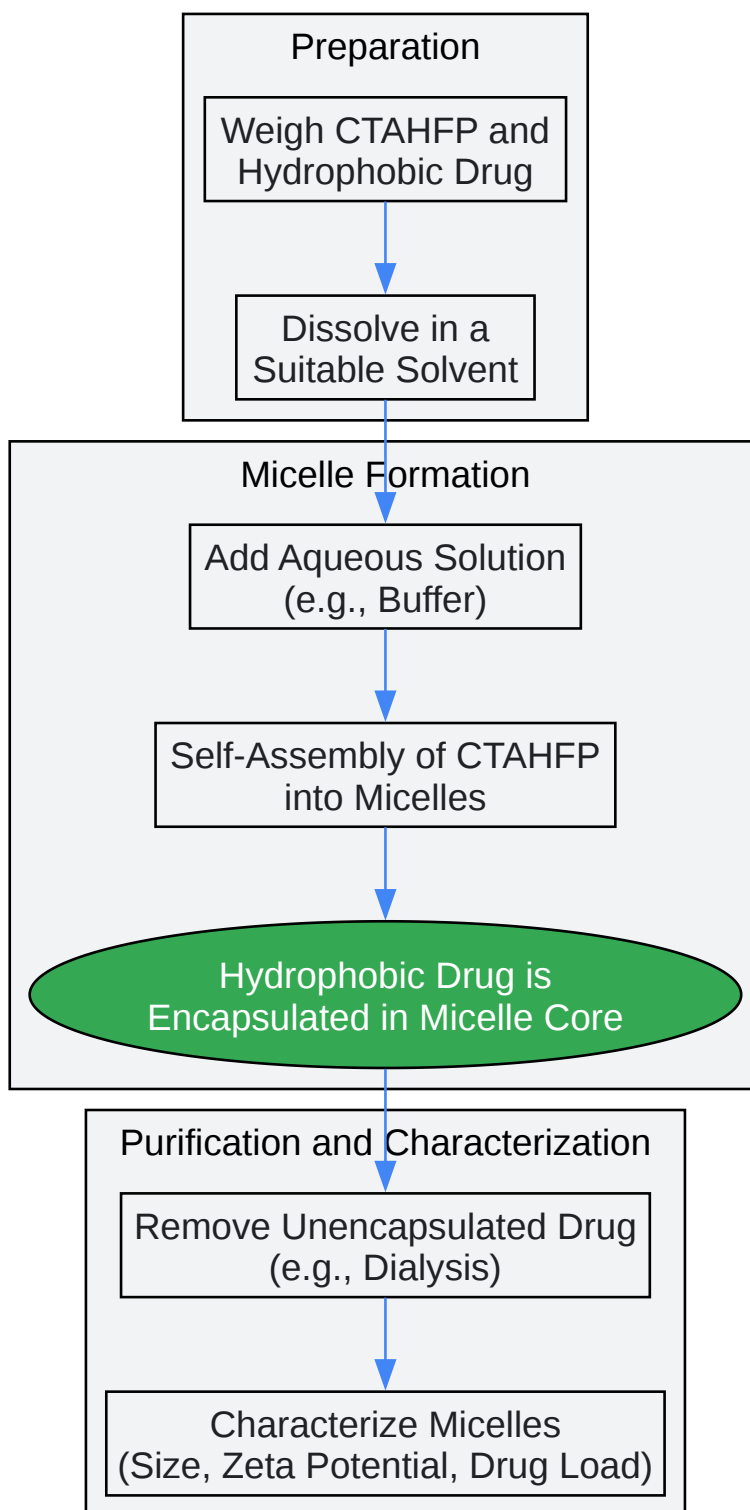 Preparation
Weigh CTAHFP and
Hydrophobic Drug
Dissolve in a
Suitable Solvent
Micelle Formation
Add Aqueous Solution
(e.g., Buffer)
Self-Assembly of CTAHFP
into Micelles
Hydrophobic Drug is
Encapsulated in Micelle Core
Purification and Characterization
Remove Unencapsulated Drug
(e.g., Dialysis)
Characterize Micelles
(Size, Zeta Potential, Drug Load)